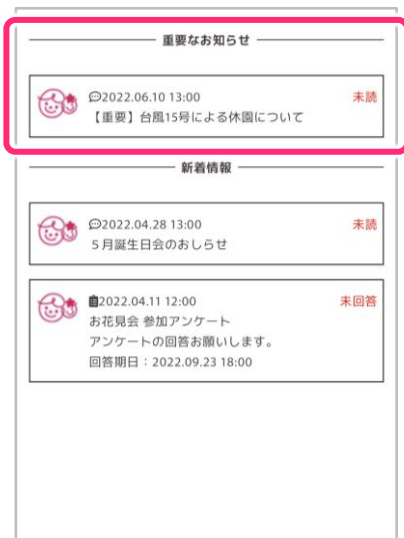 重要なお知らせ
2022.06.10 13:00
未読
【重要】台風15号による休園について
新着情報
2022.04.28 13:00
未読
５月誕生日会のおしらせ
2022.04.11 12:00
未回答
お花見会 参加アンケート
アンケートの回答お願いします。
回答期日：2022.09.23 18:00